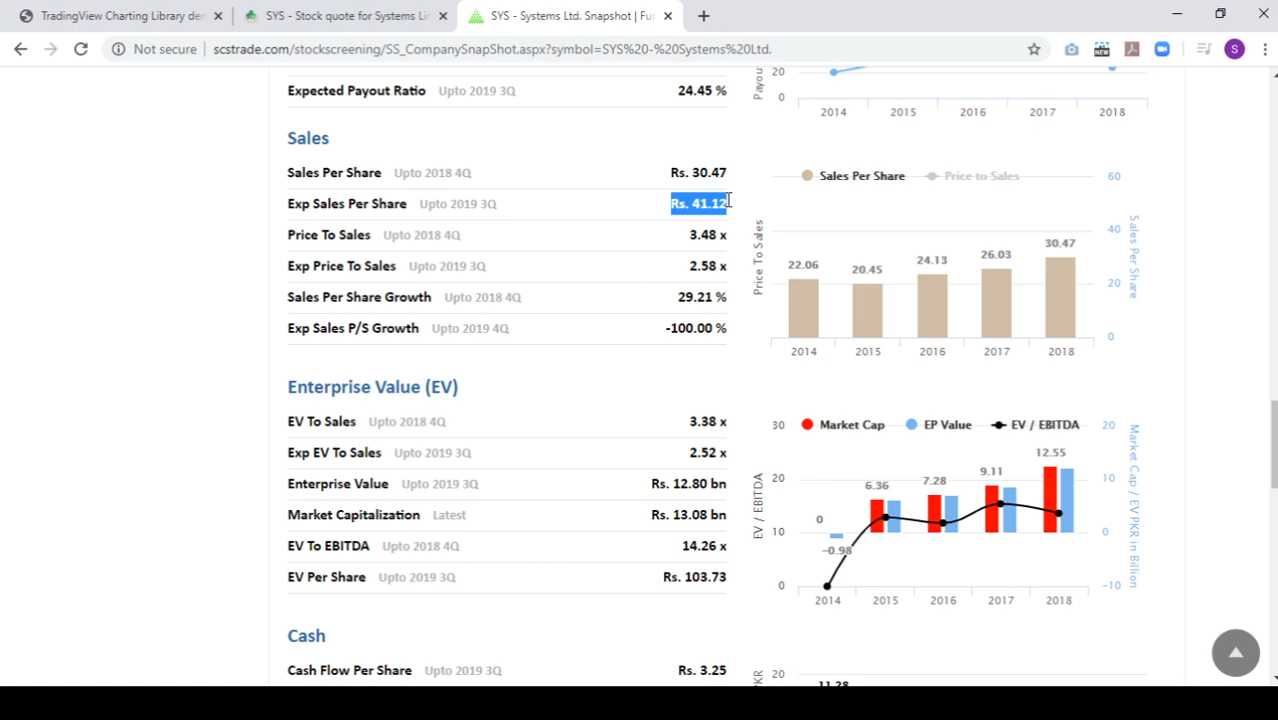 TradingView Charting Library der
SYS - Stock quote for Systems Lir
SYS - Systems Ltd. Snapshot | Fu
Not secure scstrade.com/stockscreening/SS_CompanySnapShot.aspx?symbol=SYS%20-%20Systems%20Ltd.
NEW
S
Expected Payout Ratio Upto 2019 3Q 24.45 %
Payou
20
0
2014 2015 2016 2017 2018
Sales
Sales Per Share Upto 2018 4Q Rs. 30.47
Exp Sales Per Share Upto 2019 3Q Rs. 41.12
Price To Sales Upto 2018 4Q 3.48 x
Exp Price To Sales Upto 2019 3Q 2.58 x
Sales Per Share Growth Upto 2018 4Q 29.21 %
Exp Sales P/S Growth Upto 2019 4Q -100.00 %
Sales Per Share Price to Sales
Price To Sales
22.06 20.45 24.13 26.03 30.47
60
40
20
0
Sales Per Share
2014 2015 2016 2017 2018
Enterprise Value (EV)
EV To Sales Upto 2018 4Q 3.38 x
Exp EV To Sales Upto 2018 4Q 2.52 x
Enterprise Value Upto 2019 3Q Rs. 12.80 bn
Market Capitalization Latest Rs. 13.08 bn
EV To EBITDA Upto 2018 4Q 14.26 x
EV Per Share Upto 2019 3Q Rs. 103.73
Market Cap EP Value EV / EBITDA
EV / EBITDA
30
20
10
0
0 -0.98 6.36 7.28 9.11 12.55
20
10
0
-10
Market Cap / EV PKR in Billion
2014 2015 2016 2017 2018
Cash
Cash Flow Per Share Upto 2019 3Q Rs. 3.25
PKR
20
11.28